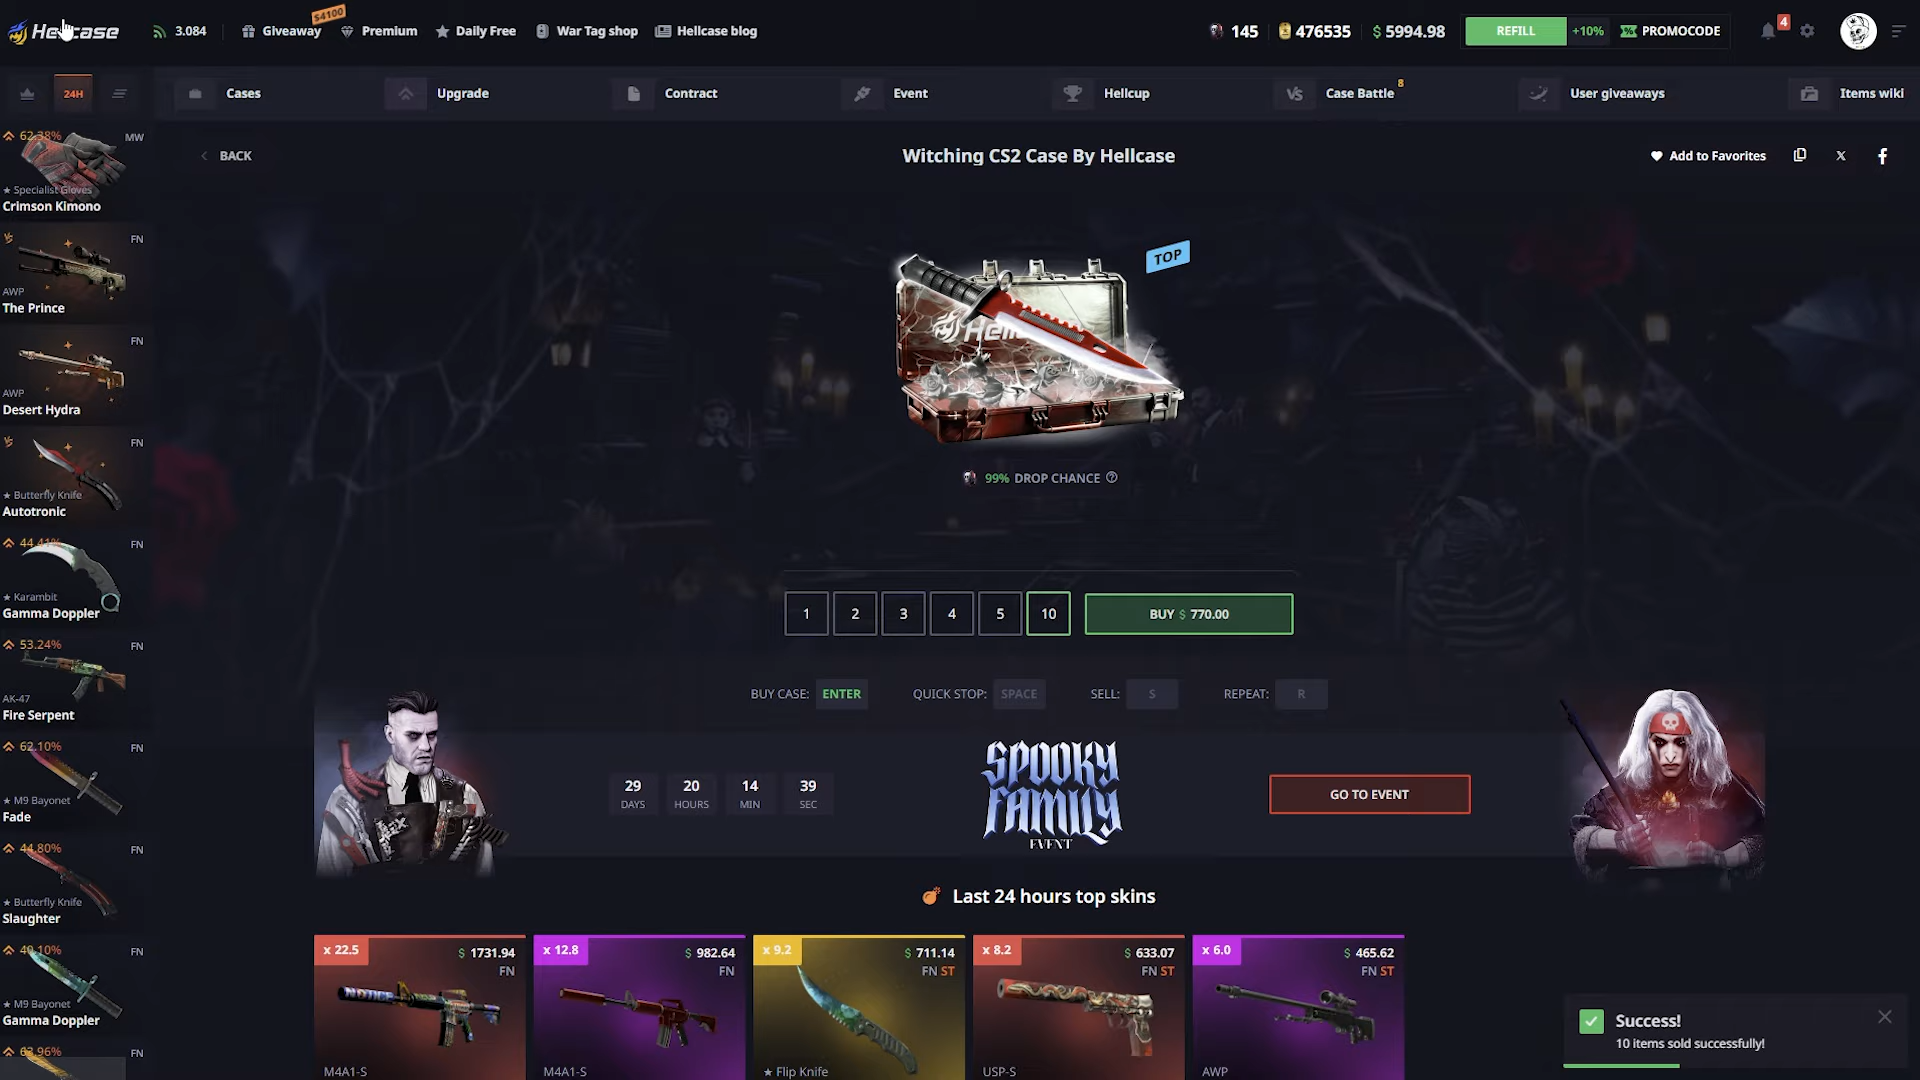 Hellcase
3.084
Giveaway
$4100
Premium
Daily Free
War Tag shop
Hellcase blog
145
476535
$ 5994.98
REFILL
+10%
PROMOCODE
4
24H
Cases
Upgrade
Contract
Event
Hellcup
VS
Case Battle
8
User giveaways
Items wiki
BACK
Witching CS2 Case By Hellcase
Add to Favorites
62.38%
MW
★ Specialist Gloves
Crimson Kimono
FN
AWP
The Prince
FN
AWP
Desert Hydra
FN
★ Butterfly Knife
Autotronic
44.41%
FN
★ Karambit
Gamma Doppler
53.24%
FN
AK-47
Fire Serpent
62.10%
FN
★ M9 Bayonet
Fade
44.80%
FN
★ Butterfly Knife
Slaughter
FN
★ M9 Bayonet
Gamma Doppler
63.96%
FN
TOP
99% DROP CHANCE
1
2
3
4
5
10
BUY $ 770.00
BUY CASE: ENTER
QUICK STOP: SPACE
SELL: S
REPEAT: R
29
DAYS
20
HOURS
14
MIN
39
SEC
SPOOKY
FAMILY
EVENT
GO TO EVENT
Last 24 hours top skins
x 22.5
$ 1731.94
FN
M4A1-S
x 12.8
$ 982.64
FN
M4A1-S
x 9.2
$ 711.14
FN ST
★ Flip Knife
x 8.2
$ 633.07
FN ST
USP-S
x 6.0
$ 465.62
FN ST
AWP
Success!
10 items sold successfully!